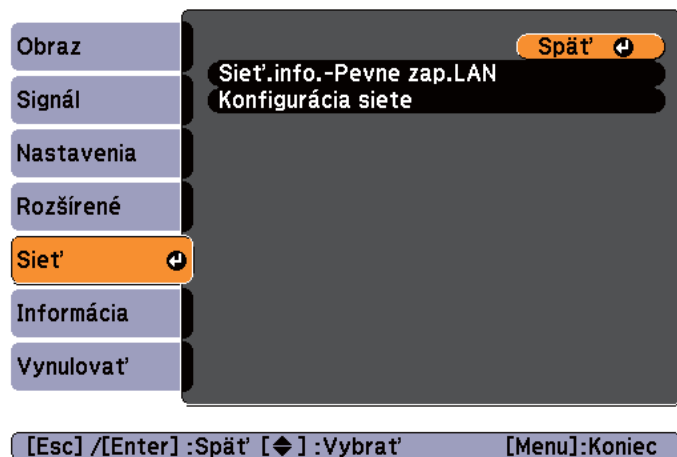 Obraz
Signál
Nastavenia
Rozšírené
Sieť
Informácia
Vynulovať
Späť
Sieť.info.-Pevne zap.LAN
Konfigurácia siete
[Esc] /[Enter] :Späť [◆] :Vybrať [Menu]:Koniec